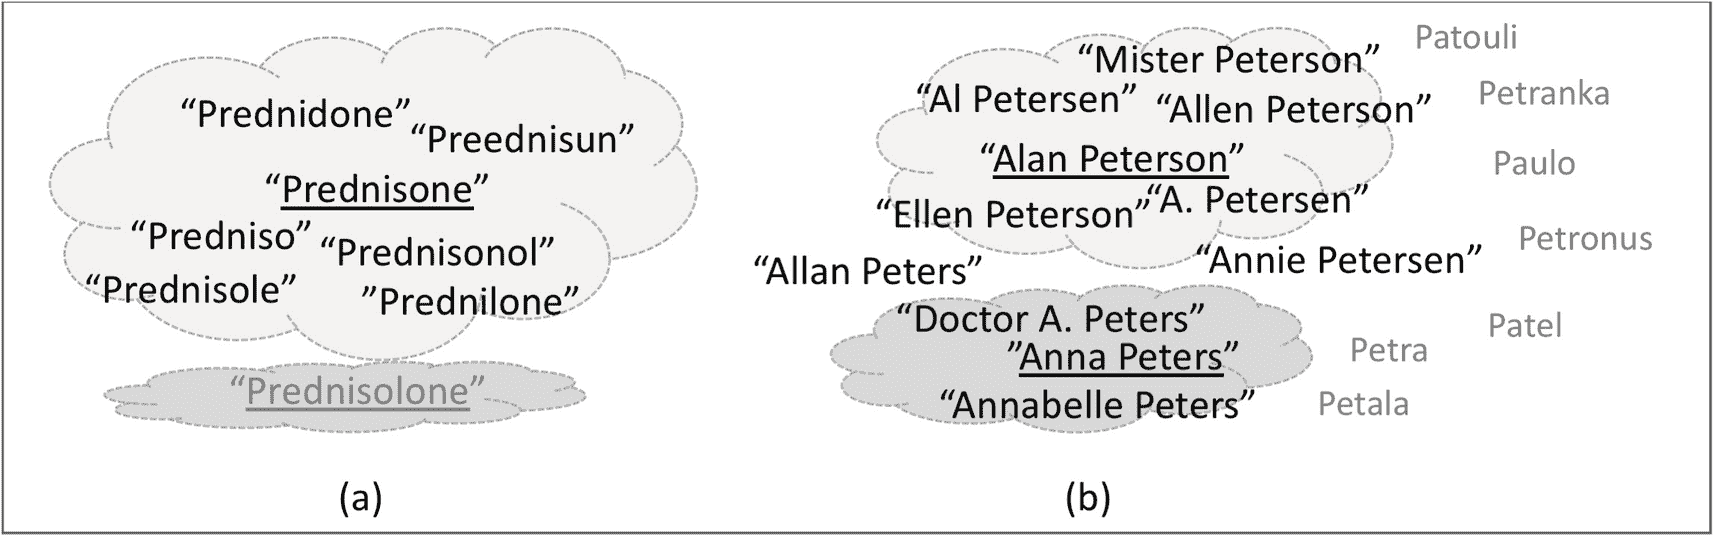 “Prednidone”
“Preednisun”
“Prednisone”
“Predniso”
“Prednisonol”
“Prednisole”
”Prednilone”
“Prednisolone”
(a)
“Mister Peterson”
“Al Petersen”
“Allen Peterson”
“Alan Peterson”
“Ellen Peterson”
“A. Petersen”
“Allan Peters”
“Annie Petersen”
“Doctor A. Peters”
”Anna Peters”
“Annabelle Peters”
Patouli
Petranka
Paulo
Petronus
Patel
Petra
Petala
(b)